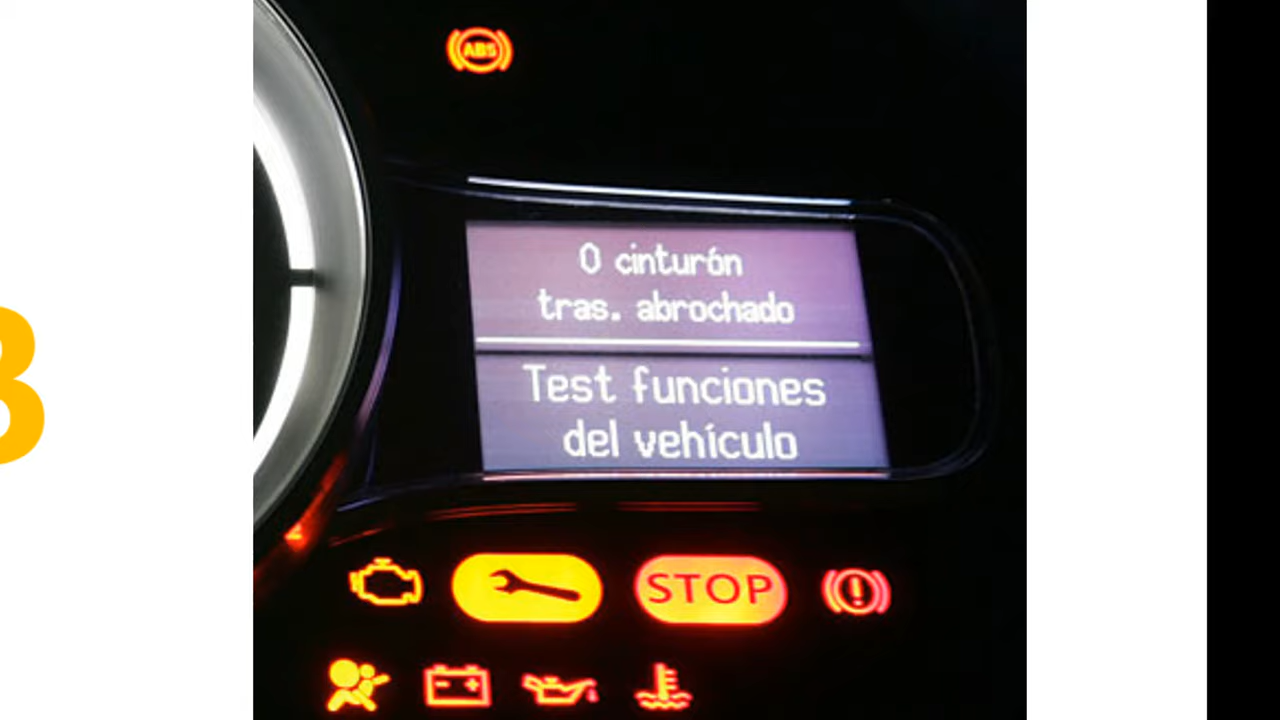 ABS
0 cinturón
tras. abrochado
Test funciones
del vehículo
STOP